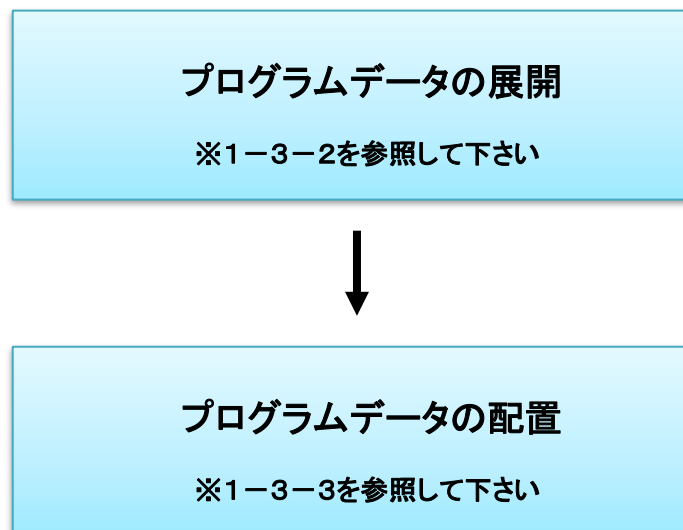 プログラムデータの展開
※１－３－２を参照して下さい
プログラムデータの配置
※１－３－３を参照して下さい